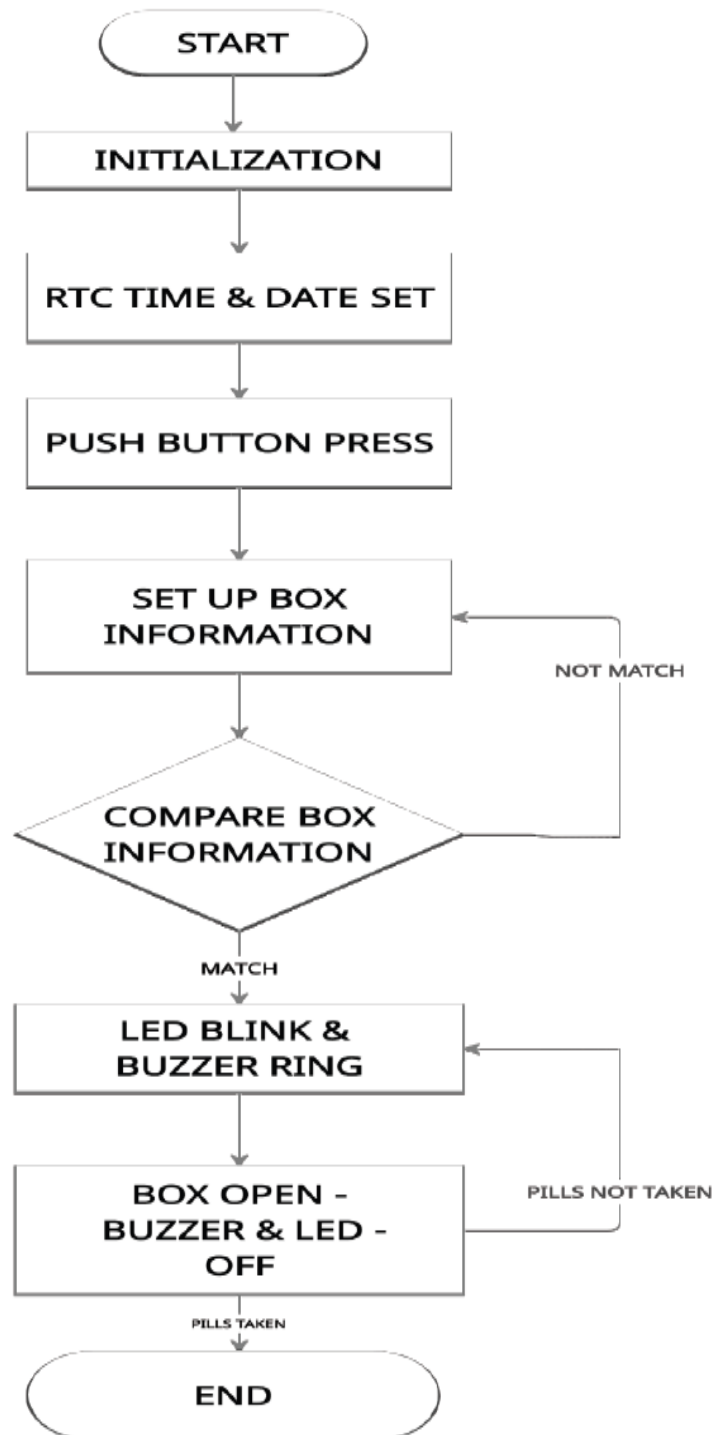 START
INITIALIZATION
RTC TIME & DATE SET
PUSH BUTTON PRESS
SET UP BOX
INFORMATION
NOT MATCH
COMPARE BOX
INFORMATION
MATCH
LED BLINK &
BUZZER RING
BOX OPEN -
BUZZER & LED -
OFF
PILLS NOT TAKEN
PILLS TAKEN
END